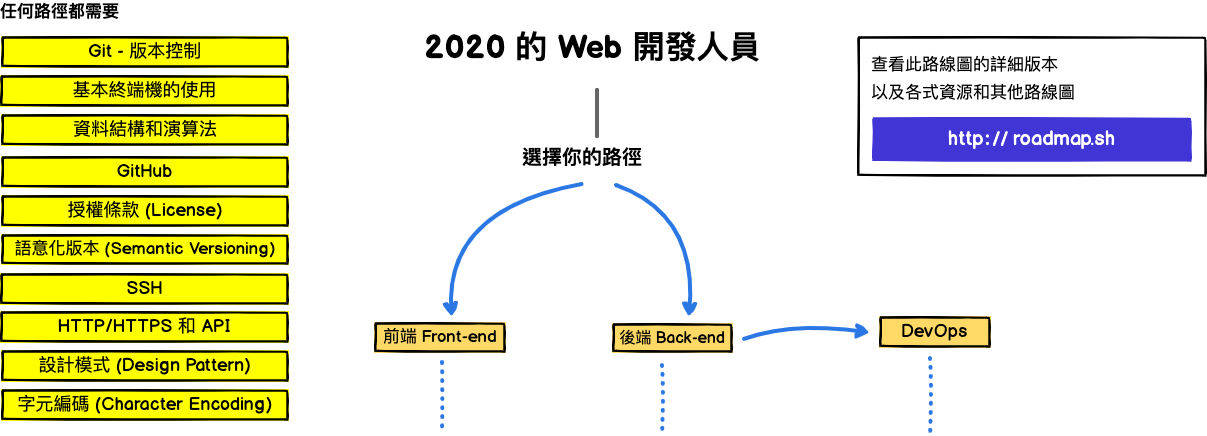 任何路徑都需要
Git - 版本控制
基本終端機的使用
資料結構和演算法
GitHub
授權條款 (License)
語意化版本 (Semantic Versioning)
SSH
HTTP/HTTPS 和 API
設計模式 (Design Pattern)
字元編碼 (Character Encoding)
2020 的 Web 開發人員
選擇你的路徑
前端 Front-end
後端 Back-end
DevOps
查看此路線圖的詳細版本
以及各式資源和其他路線圖
http:// roadmap.sh